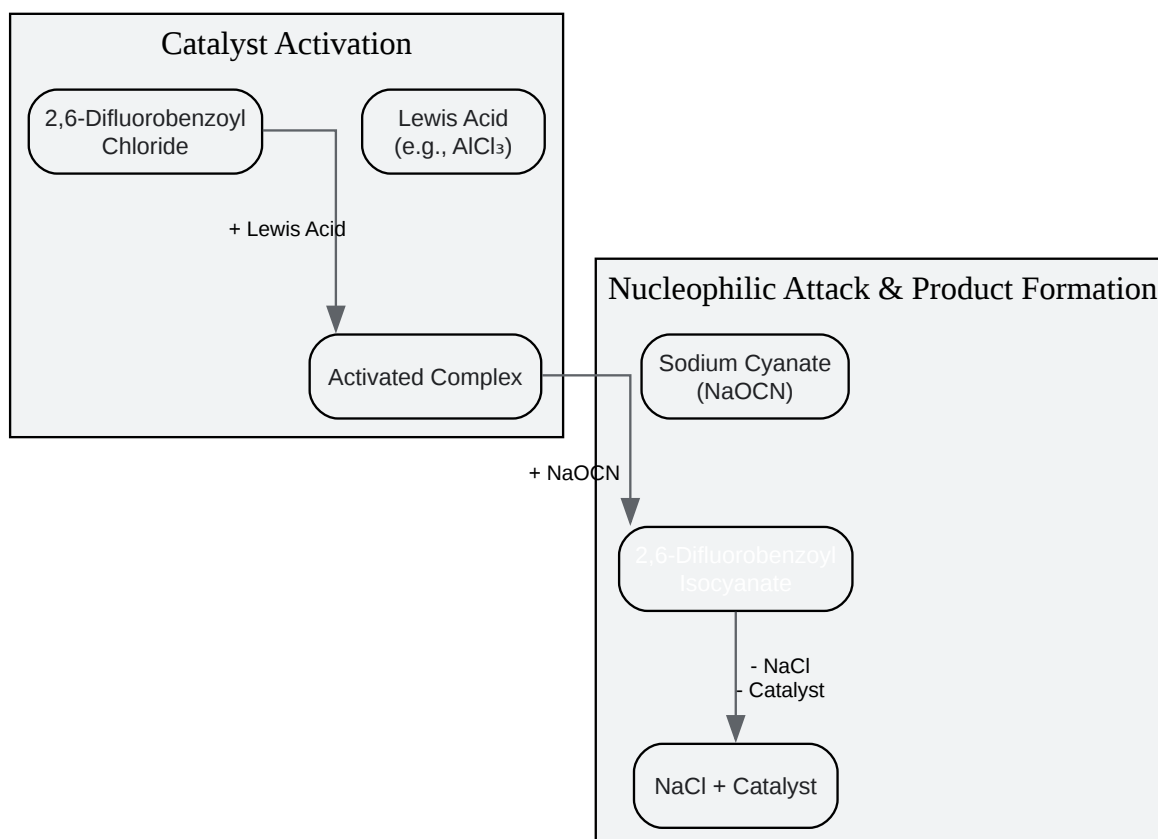 Catalyst Activation
2,6-Difluorobenzoyl
Chloride
Lewis Acid
(e.g., AlCl₃)
+ Lewis Acid
Activated Complex
Nucleophilic Attack & Product Formation
Sodium Cyanate
(NaOCN)
+ NaOCN
2,6-Difluorobenzoyl
Isocyanate
- NaCl
- Catalyst
NaCl + Catalyst